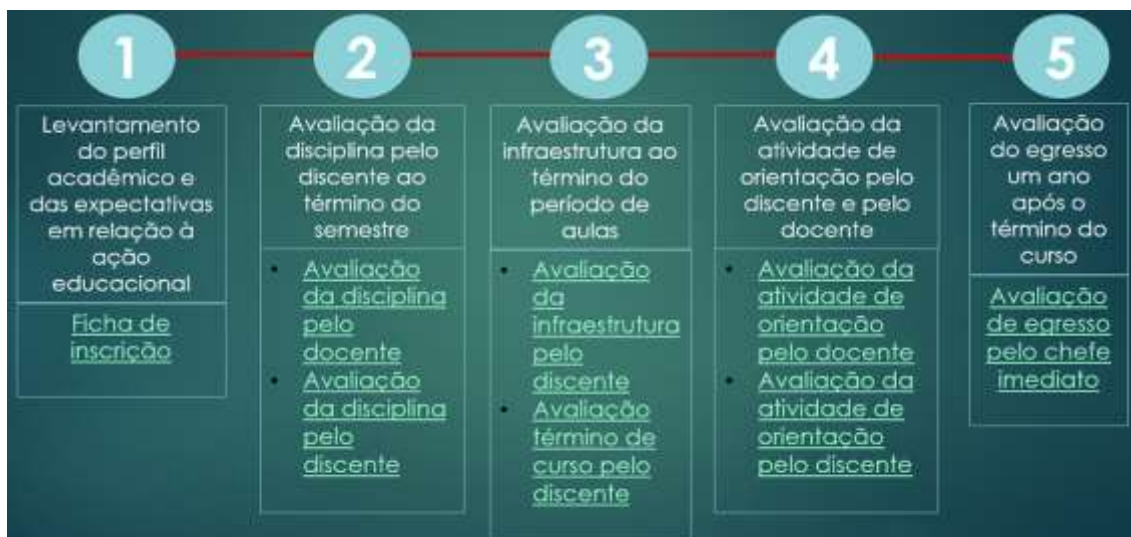 1
Levantamento
do perfil
acadêmico e
das expectativas
em relação à
ação
educacional
Ficha de
inscrição
2
Avaliação da
disciplina pelo
discente ao
término do
semestre
• Avaliação
da disciplina
pelo
docente
• Avaliação
da disciplina
pelo
discente
3
Avaliação da
infraestrutura ao
término do
período de
aulas
• Avaliação
da
infraestrutura
pelo
discente
• Avaliação
término de
curso pelo
discente
4
Avaliação da
atividade de
orientação pelo
discente e pelo
docente
• Avaliação da
atividade de
orientação
pelo docente
• Avaliação da
atividade de
orientação
pelo discente
5
Avaliação
do egresso
um ano
após o
término do
curso
Avaliação
de egresso
pelo chefe
imediato